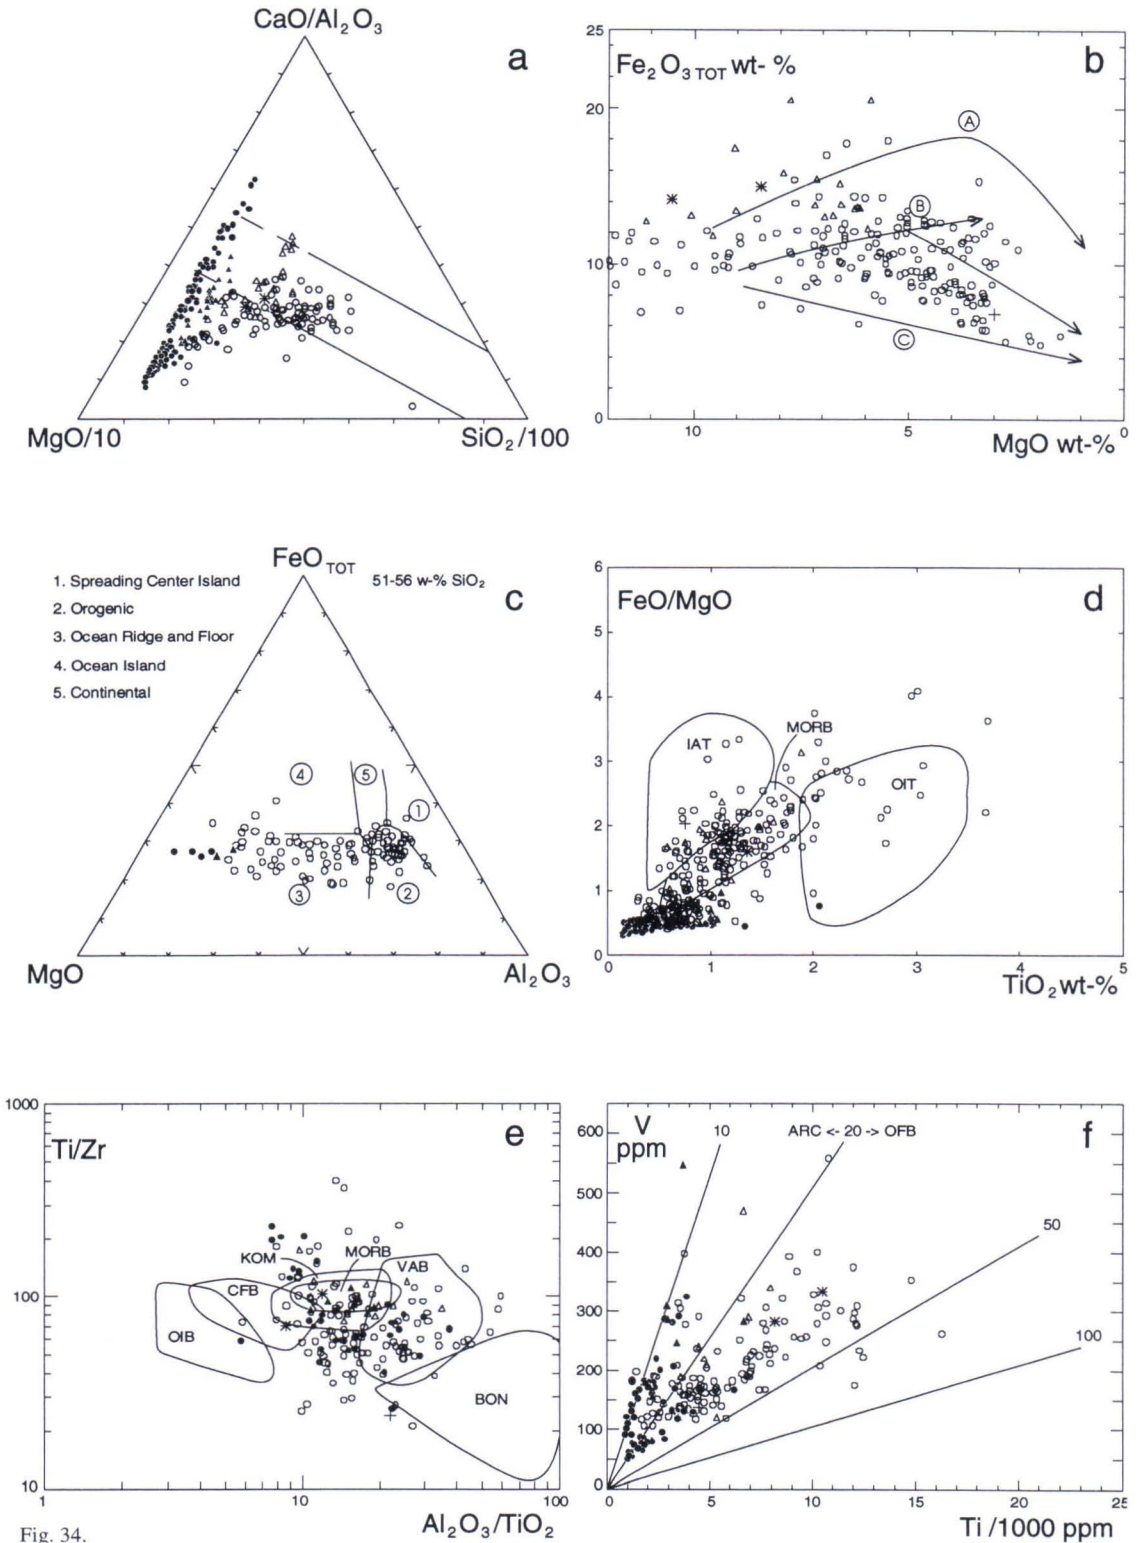 CaO/Al₂O₃
a
MgO/10
SiO₂/100
25
20
10
0
Fe₂O₃ TOT wt- %
b
A
B
C
10
5
0
MgO wt-%
FeO TOT
1. Spreading Center Island
2. Orogenic
3. Ocean Ridge and Floor
4. Ocean Island
5. Continental
51-56 w-% SiO₂
c
4
5
1
3
2
MgO
Al₂O₃
6
5
4
3
2
1
0
FeO/MgO
d
IAT
MORB
OIT
0
1
2
3
4
5
TiO₂ wt-%
1000
100
10
Ti/Zr
e
KOM
MORB
VAB
CFB
OIB
BON
1
10
100
Al₂O₃/TiO₂
600
500
400
300
200
100
0
V
ppm
10
ARC <- 20 -> OFB
f
50
100
0
5
10
15
20
25
Ti /1000 ppm
Fig. 34.